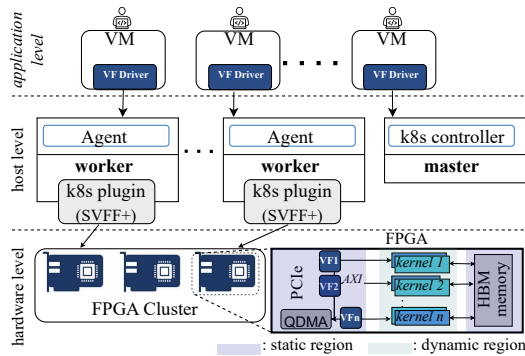 application level
VM
VM
VM
VF Driver
VF Driver
VF Driver
host level
Agent
Agent
k8s controller
worker
worker
master
k8s plugin
(SVFF+)
k8s plugin
(SVFF+)
hardware level
FPGA Cluster
FPGA
PCIe
VF1
VF2
AXI
QDMA
VFn
kernel 1
kernel 2
kernel n
HBM
memory
: static region
: dynamic region